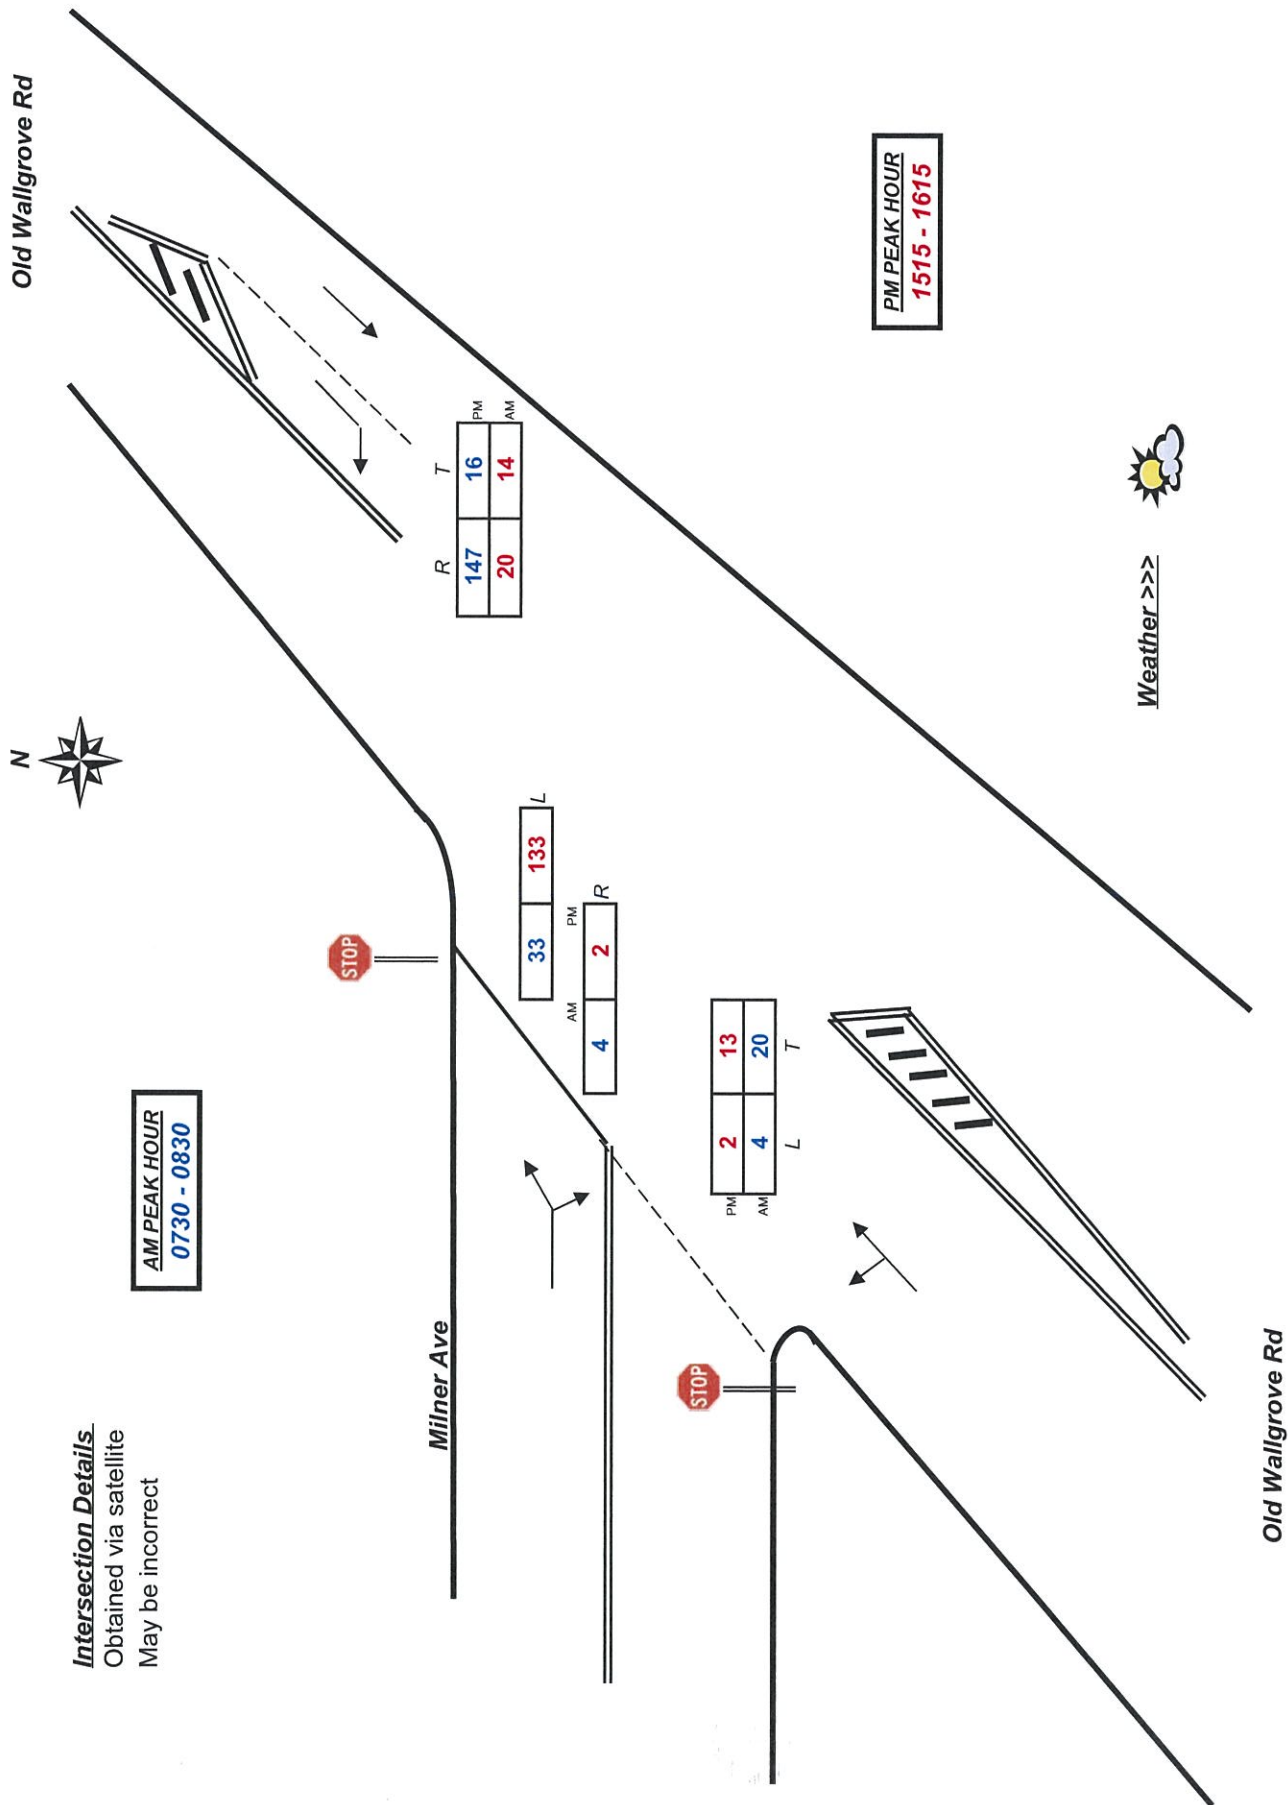 Intersection Details
Obtained via satellite
May be incorrect
AM PEAK HOUR
0730 - 0830
N
Old Wallgrove Rd
Milner Ave
STOP
STOP
R T
147 16 PM
20 14 AM
33 133 L
AM PM
4 2 R
PM 2 13
AM 4 20
L T
PM PEAK HOUR
1515 - 1615
Weather >>>
Old Wallgrove Rd